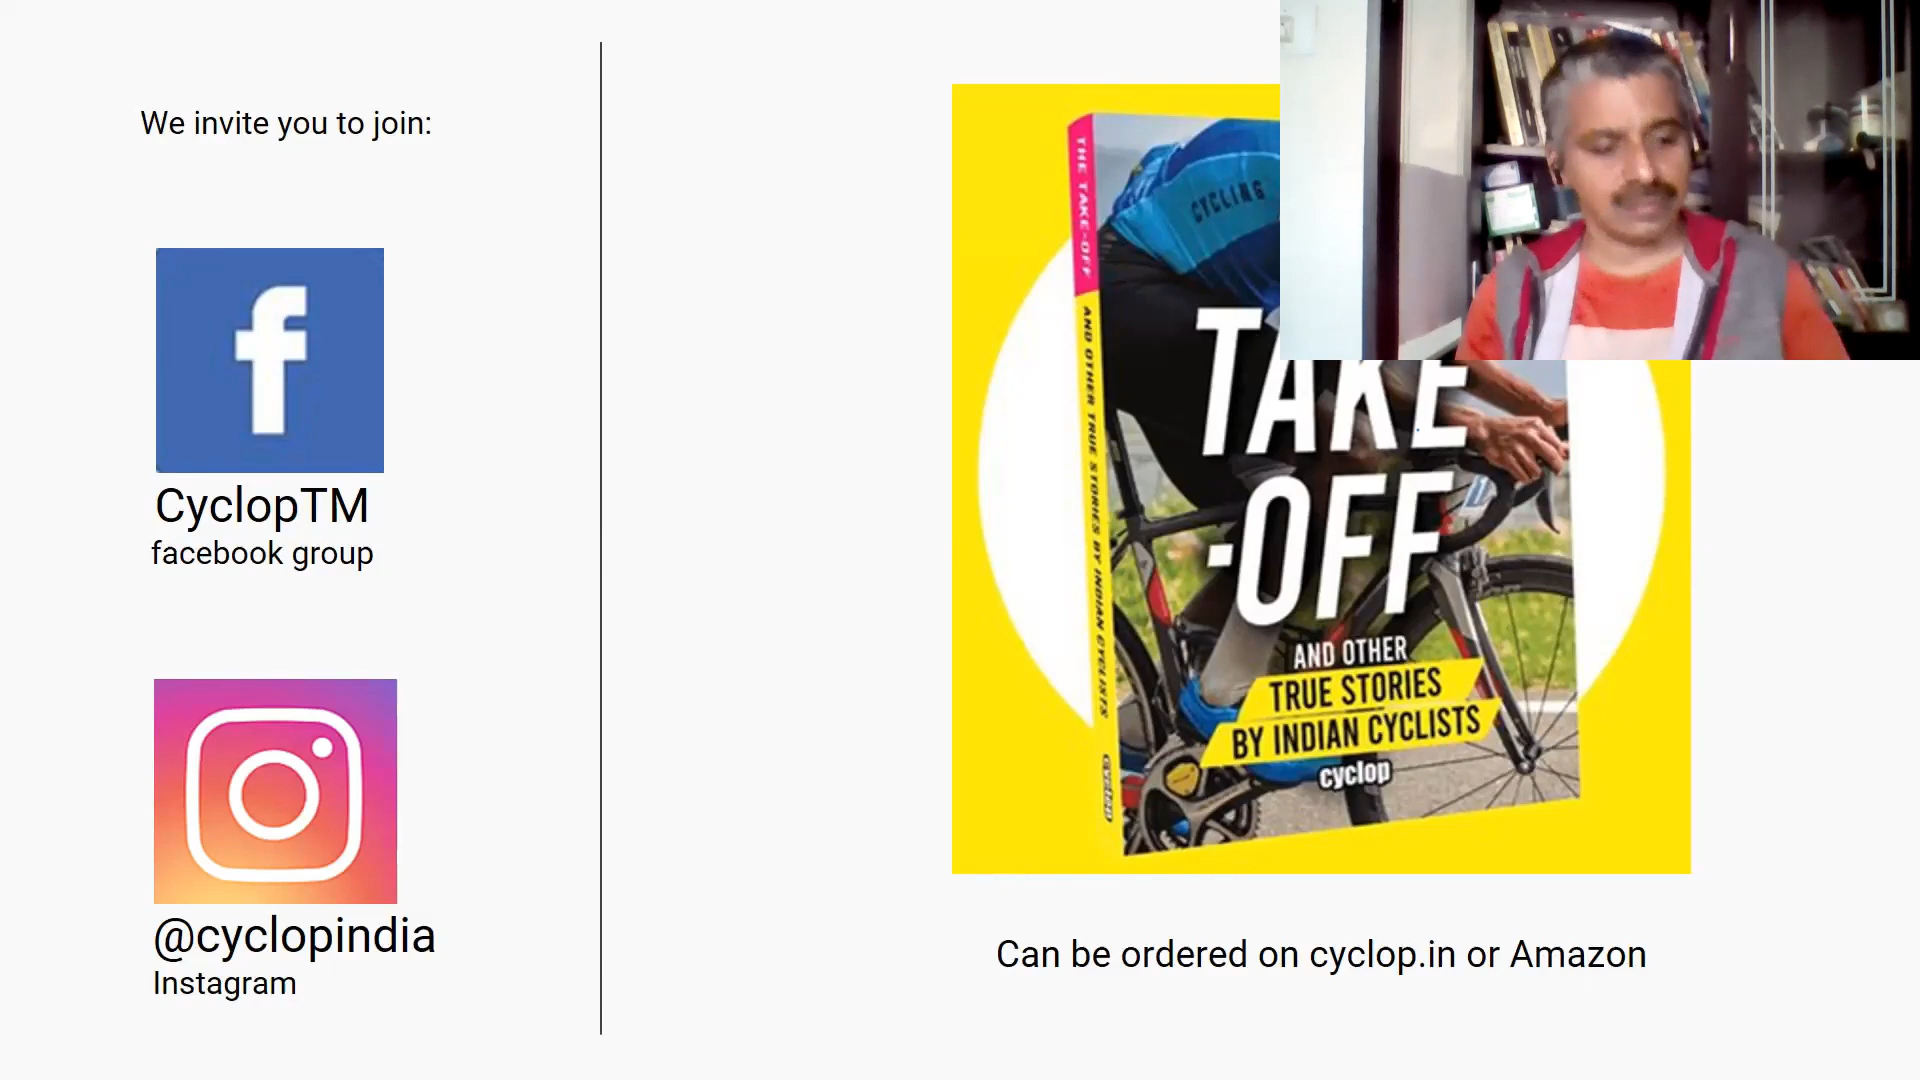 We invite you to join:
f
CyclopTM
facebook group
@cyclopindia
Instagram
THE TAKE-OFF AND OTHER TRUE STORIES BY INDIAN CYCLISTS cyclop
CYCLING
TAKE
-OFF
AND OTHER
TRUE STORIES
BY INDIAN CYCLISTS
cyclop
Can be ordered on cyclop.in or Amazon